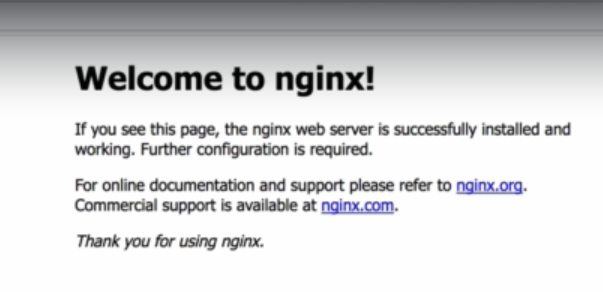 Welcome to nginx!
If you see this page, the nginx web server is successfully installed and
working. Further configuration is required.
For online documentation and support please refer to nginx.org.
Commercial support is available at nginx.com.
Thank you for using nginx.